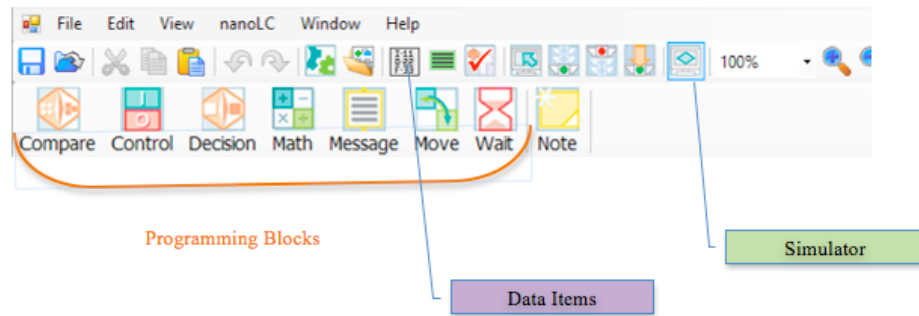 File Edit View nanoLC Window Help
100%
Compare Control Decision Math Message Move Wait Note
Programming Blocks
Simulator
Data Items